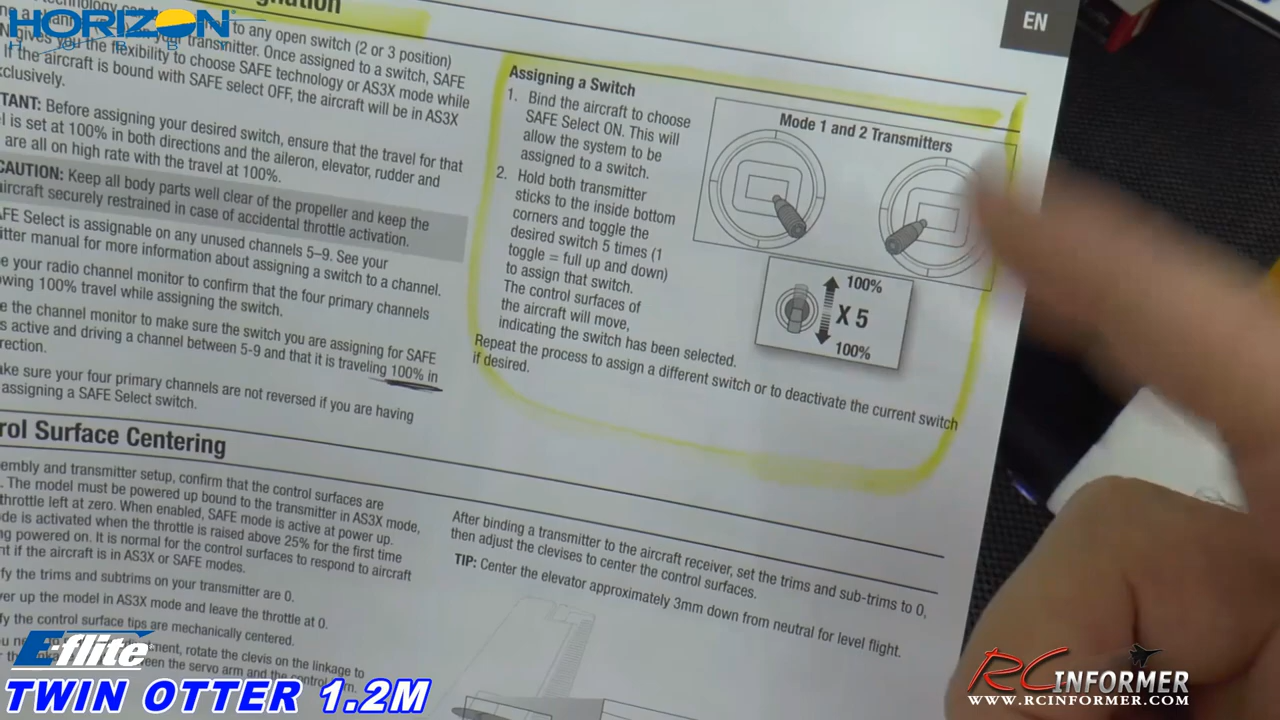 HORIZON
HOBBY
EN
to any open switch (2 or 3 position)
transmitter. Once assigned to a switch, SAFE
gives you the flexibility to choose SAFE technology or AS3X mode while
If the aircraft is bound with SAFE select OFF, the aircraft will be in AS3X
Before assigning your desired switch, ensure that the travel for that
is set at 100% in both directions and the aileron, elevator, rudder and
are all on high rate with the travel at 100%.
CAUTION: Keep all body parts well clear of the propeller and keep the
aircraft securely restrained in case of accidental throttle activation.
Select is assignable on any unused channels 5–9. See your
manual for more information about assigning a switch to a channel.
your radio channel monitor to confirm that the four primary channels
100% travel while assigning the switch.
the channel monitor to make sure the switch you are assigning for SAFE
active and driving a channel between 5-9 and that it is traveling 100% in
sure your four primary channels are not reversed if you are having
assigning a SAFE Select switch.
Assigning a Switch
1. Bind the aircraft to choose
SAFE Select ON. This will
allow the system to be
assigned to a switch.
2. Hold both transmitter
sticks to the inside bottom
corners and toggle the
desired switch 5 times (1
toggle = full up and down)
to assign that switch.
The control surfaces of
the aircraft will move,
indicating the switch has been selected.
Repeat the process to assign a different switch or to deactivate the current switch
if desired.
Mode 1 and 2 Transmitters
100%
X 5
100%
Surface Centering
and transmitter setup, confirm that the control surfaces are
The model must be powered up bound to the transmitter in AS3X mode,
throttle left at zero. When enabled, SAFE mode is active at power up.
is activated when the throttle is raised above 25% for the first time
powered on. It is normal for the control surfaces to respond to aircraft
if the aircraft is in AS3X or SAFE modes.
the trims and subtrims on your transmitter are 0.
up the model in AS3X mode and leave the throttle at 0.
the control surface tips are mechanically centered.
rotate the clevis on the linkage to
the servo arm and the control
After binding a transmitter to the aircraft receiver, set the trims and sub-trims to 0,
then adjust the clevises to center the control surfaces.
TIP: Center the elevator approximately 3mm down from neutral for level flight.
E-flite
TWIN OTTER 1.2M
RC INFORMER
WWW.RCINFORMER.COM